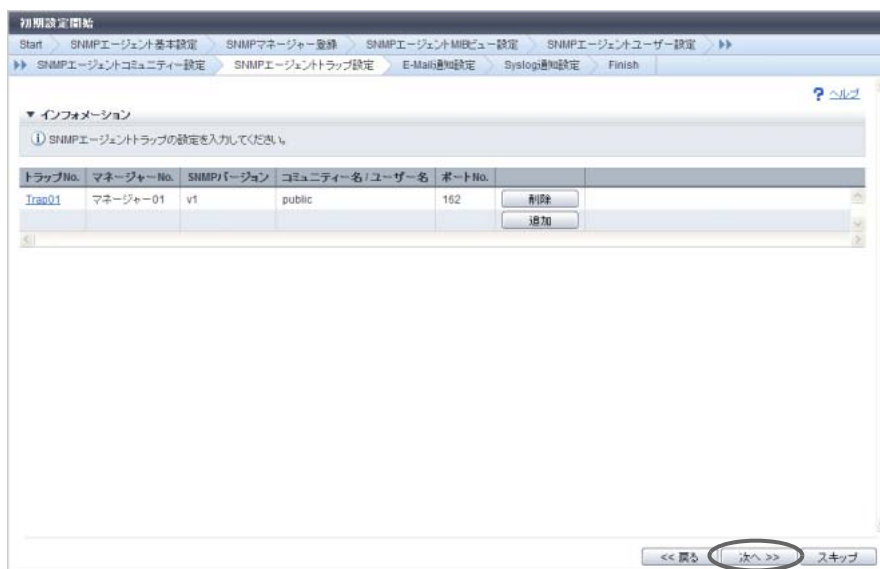 初期設定開始
Start SNMPエージェント基本設定 SNMPマネージャー登録 SNMPエージェントMIBビュー設定 SNMPエージェントユーザー設定
SNMPエージェントコミュニティー設定 SNMPエージェントトラップ設定 E-Mail通知設定 Syslog通知設定 Finish
? ヘルプ
▼ インフォメーション
SNMPエージェントトラップの設定を入力してください。
トラップNo. マネージャーNo. SNMPバージョン コミュニティー名/ユーザー名 ポートNo.
Trap01 マネージャー01 v1 public 162 削除
追加
<< 戻る 次へ >> スキップ